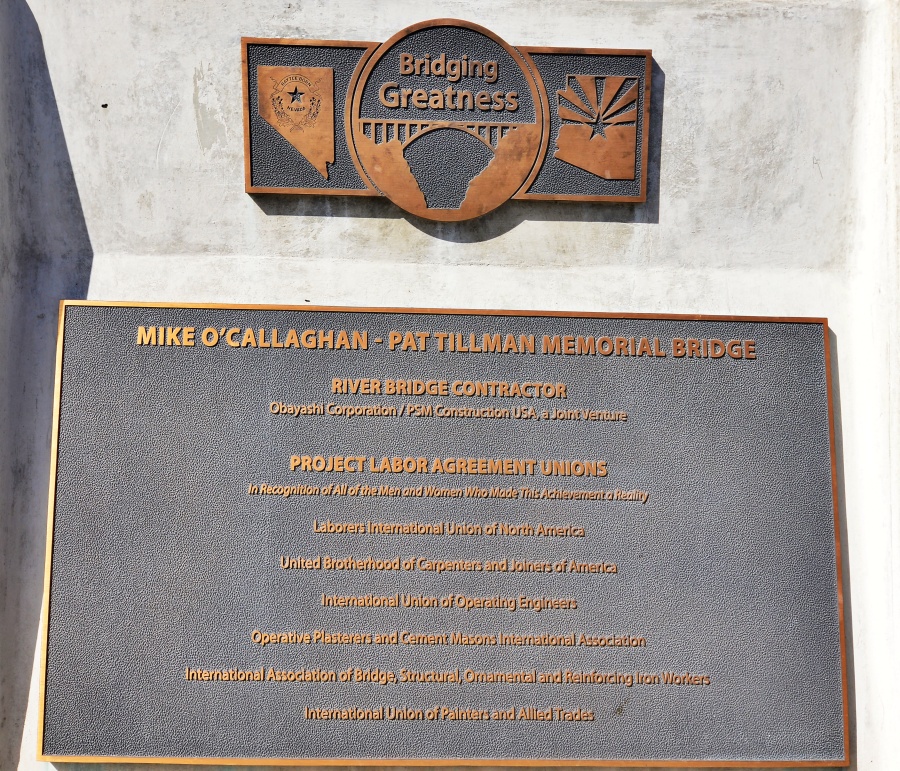 BATTLE BORN
NEVADA
Bridging
Greatness
MIKE O'CALLAGHAN - PAT TILLMAN MEMORIAL BRIDGE
RIVER BRIDGE CONTRACTOR
Obayashi Corporation / PSM Construction USA, a Joint Venture
PROJECT LABOR AGREEMENT UNIONS
In Recognition of All of the Men and Women Who Made This Achievement a Reality
Laborers International Union of North America
United Brotherhood of Carpenters and Joiners of America
International Union of Operating Engineers
Operative Plasterers and Cement Masons International Association
International Association of Bridge, Structural, Ornamental and Reinforcing Iron Workers
International Union of Painters and Allied Trades